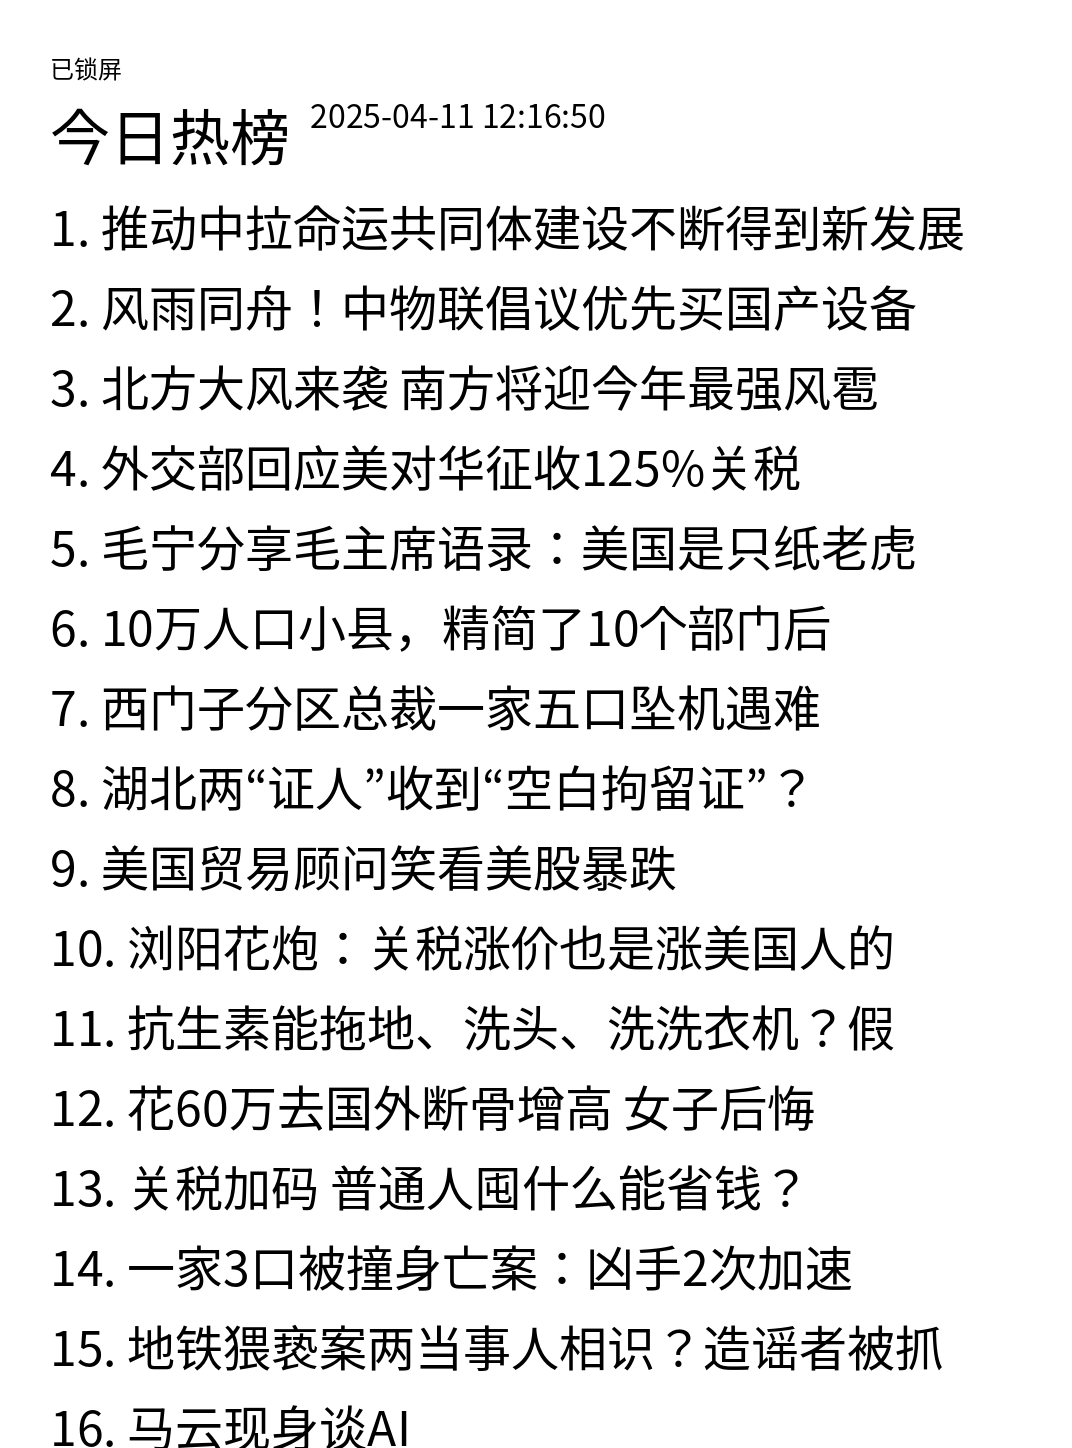 已锁屏
今日热榜 2025-04-11 12:16:50
1. 推动中拉命运共同体建设不断得到新发展
2. 风雨同舟！中物联倡议优先买国产设备
3. 北方大风来袭 南方将迎今年最强风雹
4. 外交部回应美对华征收125%关税
5. 毛宁分享毛主席语录：美国是只纸老虎
6. 10万人口小县，精简了10个部门后
7. 西门子分区总裁一家五口坠机遇难
8. 湖北两“证人”收到“空白拘留证”？
9. 美国贸易顾问笑看美股暴跌
10. 浏阳花炮：关税涨价也是涨美国人的
11. 抗生素能拖地、洗头、洗洗衣机？假
12. 花60万去国外断骨增高 女子后悔
13. 关税加码 普通人囤什么能省钱？
14. 一家3口被撞身亡案：凶手2次加速
15. 地铁猥亵案两当事人相识？造谣者被抓
16. 马云现身谈AI